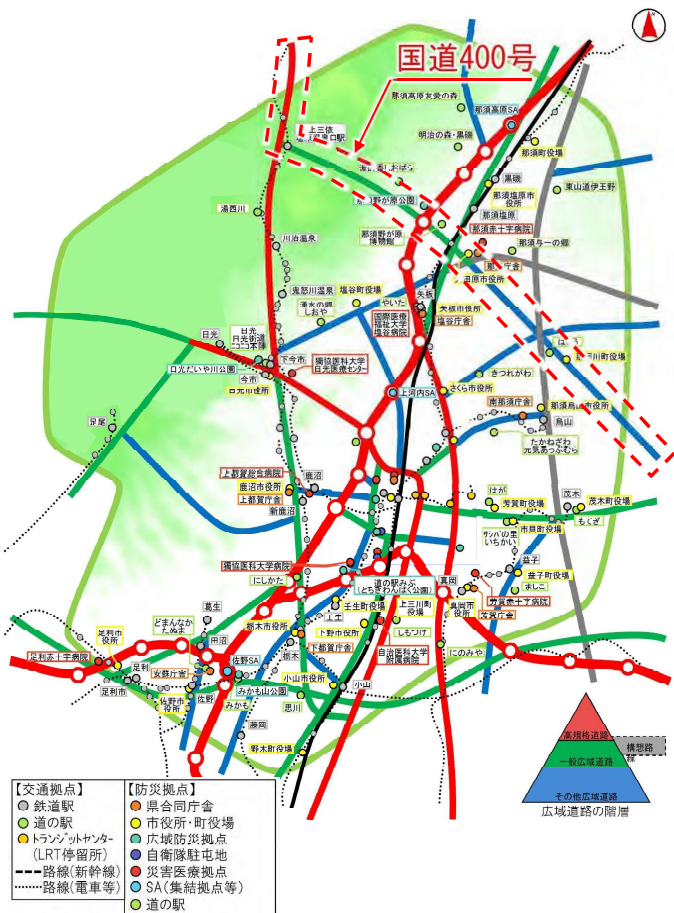 N
国道400号
那須高原友愛の森
那須高原SA
上三依
明治の森・黒磯
那須町役場
黒磯
東山道伊王野
那須塩原市
役所
那須野が原公園
那須塩原
湯西川
那須赤十字病院
那須野が原
博物館
那須与一の郷
川治温泉
大田原市役所
鬼怒川温泉
塩谷町役場
湧水の郷
しおや
やいた
矢板
矢板市役所
塩谷庁舎
国際医療
福祉大学
塩谷病院
日光
日光
日光街道
ニコニコ本陣
下今市
獨協医科大学
日光医療センター
日光だいや川公園
今市
日光市役所
上河内SA
さくら市役所
きつれがわ
南那須庁舎
那須烏山市役所
烏山
足尾
たかねざわ
元気あっぷむら
上都賀総合病院
鹿沼
鹿沼市役所
上都賀庁舎
新鹿沼
はが
芳賀町役場
茂木
茂木町役場
もてぎ
市貝町役場
サシバの里
いちかい
益子
益子町役場
ましこ
獨協医科大学病院
にしかた
道の駅みぶ
(とちぎわんぱく公園)
真岡
芳賀赤十字病院
真岡市
役所
芳賀庁舎
壬生
壬生町役場
上三川町
役場
葛生
どまんなか
たぬま
田沼
栃木市役所
下野市役所
しもつけ
足利市
役所
足利赤十字病院
栃木
下都賀庁舎
自治医科大学
附属病院
にのみや
安蘇庁舎
佐野SA
足利
足利市
みかも山公園
小山市役所
小山
佐野市
役所
佐野
みかも
思川
藤岡
野木町役場
高規格道路
構想路
線
一般広域道路
その他広域道路
広域道路の階層
【交通拠点】
鉄道駅
道の駅
トランジットセンター
(LRT停留所)
路線(新幹線)
路線(電車等)
【防災拠点】
県合同庁舎
市役所・町役場
広域防災拠点
自衛隊駐屯地
災害医療拠点
SA(集結拠点等)
道の駅